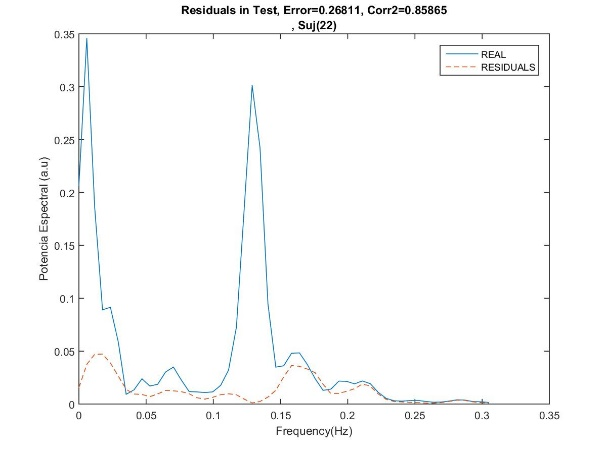 Residuals in Test, Error=0.26811, Corr2=0.85865
, Suj(22)
0.35
REAL
RESIDUALS
0.3
0.25
0.2
0.15
0.1
0.05
0
Potencia Espectral (a.u)
0
0.05
0.1
0.15
0.2
0.25
0.3
0.35
Frequency(Hz)